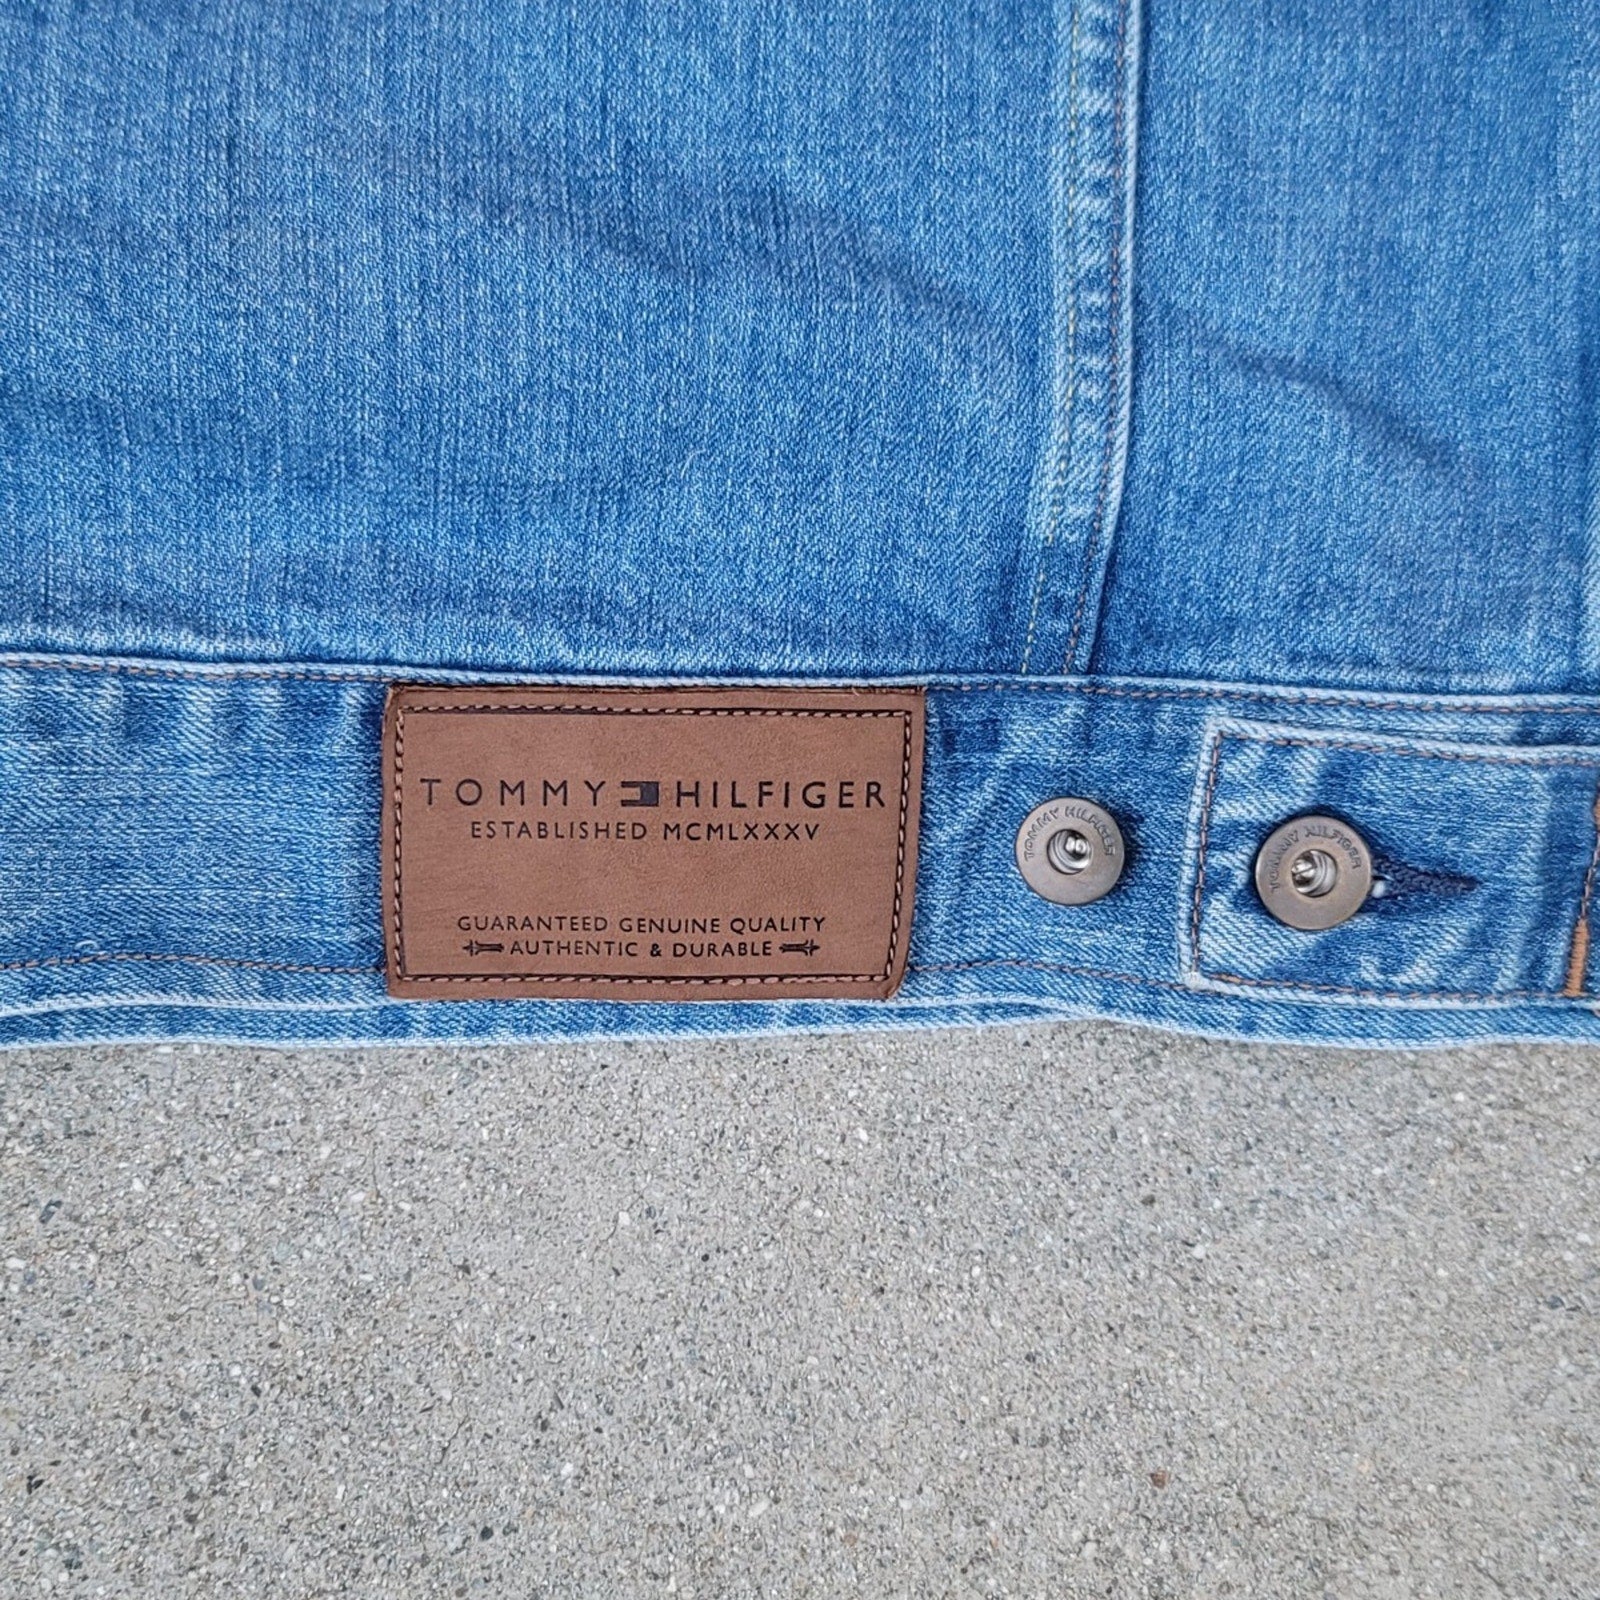 TOMMY HILFIGER
ESTABLISHED MCMLXXXV
GUARANTEED GENUINE QUALITY
AUTHENTIC & DURABLE
TOMMY HILFIGER
TOMMY HILFIGER